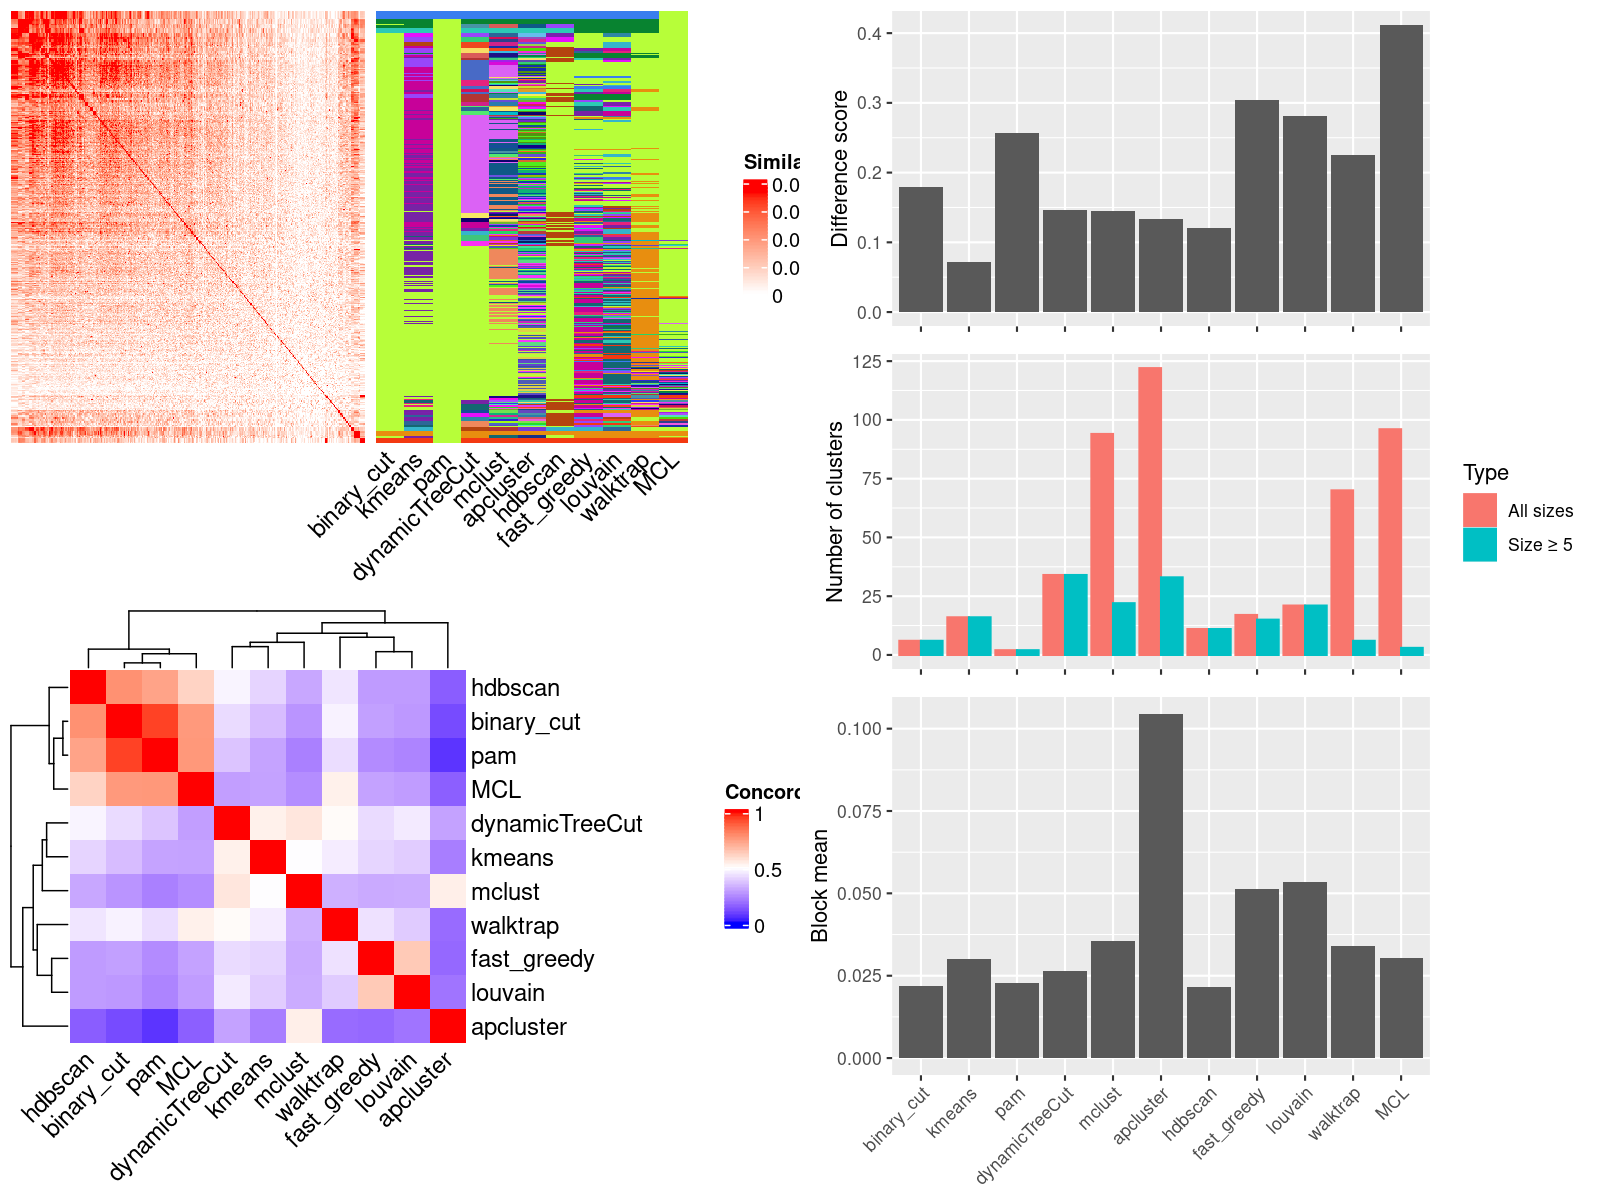 Simila
0.0
0.0
0.0
0.0
0
binary_cut
kmeans
pam
dynamicTreeCut
mclust
apcluster
hdbscan
fast_greedy
louvain
walktrap
MCL
hdbscan
binary_cut
pam
MCL
dynamicTreeCut
kmeans
mclust
walktrap
fast_greedy
louvain
apcluster
hdbscan
binary_cut
pam
MCL
dynamicTreeCut
kmeans
mclust
walktrap
fast_greedy
louvain
apcluster
Concord
1
0.5
0
Difference score
0.4
0.3
0.2
0.1
0.0
Number of clusters
125
100
75
50
25
0
Type
All sizes
Size ≥ 5
Block mean
0.100
0.075
0.050
0.025
0.000
binary_cut
kmeans
pam
dynamicTreeCut
mclust
apcluster
hdbscan
fast_greedy
louvain
walktrap
MCL